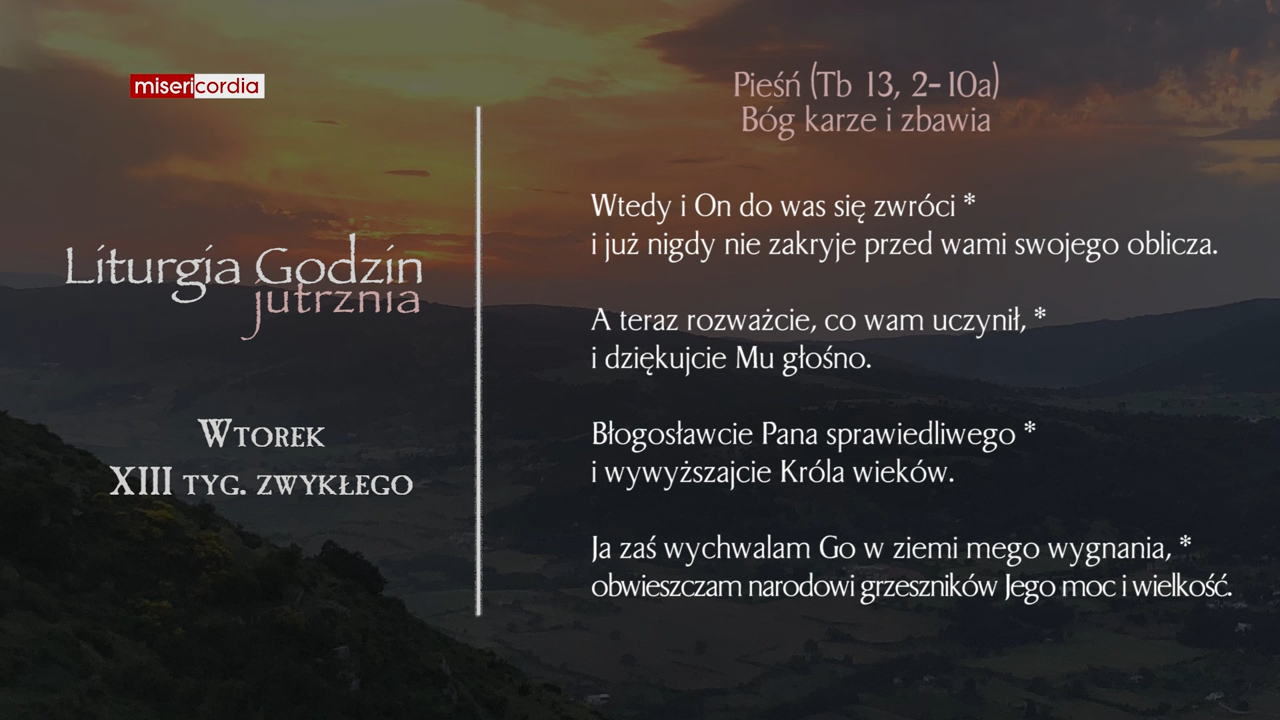 misericordia
Liturgia Godzin
jutrznia
Wtorek
XIII tyg. zwykłego
Pieśń (Tb 13, 2-10a)
Bóg karze i zbawia
Wtedy i On do was się zwróci *
i już nigdy nie zakryje przed wami swojego oblicza.
A teraz rozważcie, co wam uczynił, *
i dziękujcie Mu głośno.
Błogosławcie Pana sprawiedliwego *
i wywyższajcie Króla wieków.
Ja zaś wychwalam Go w ziemi mego wygnania, *
obwieszczam narodowi grzeszników Jego moc i wielkość.